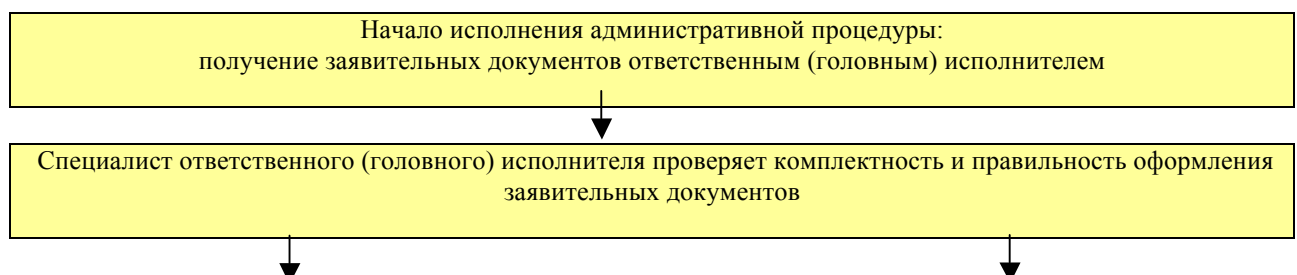 Начало исполнения административной процедуры:
получение заявительных документов ответственным (головным) исполнителем
Специалист ответственного (головного) исполнителя проверяет комплектность и правильность оформления
заявительных документов